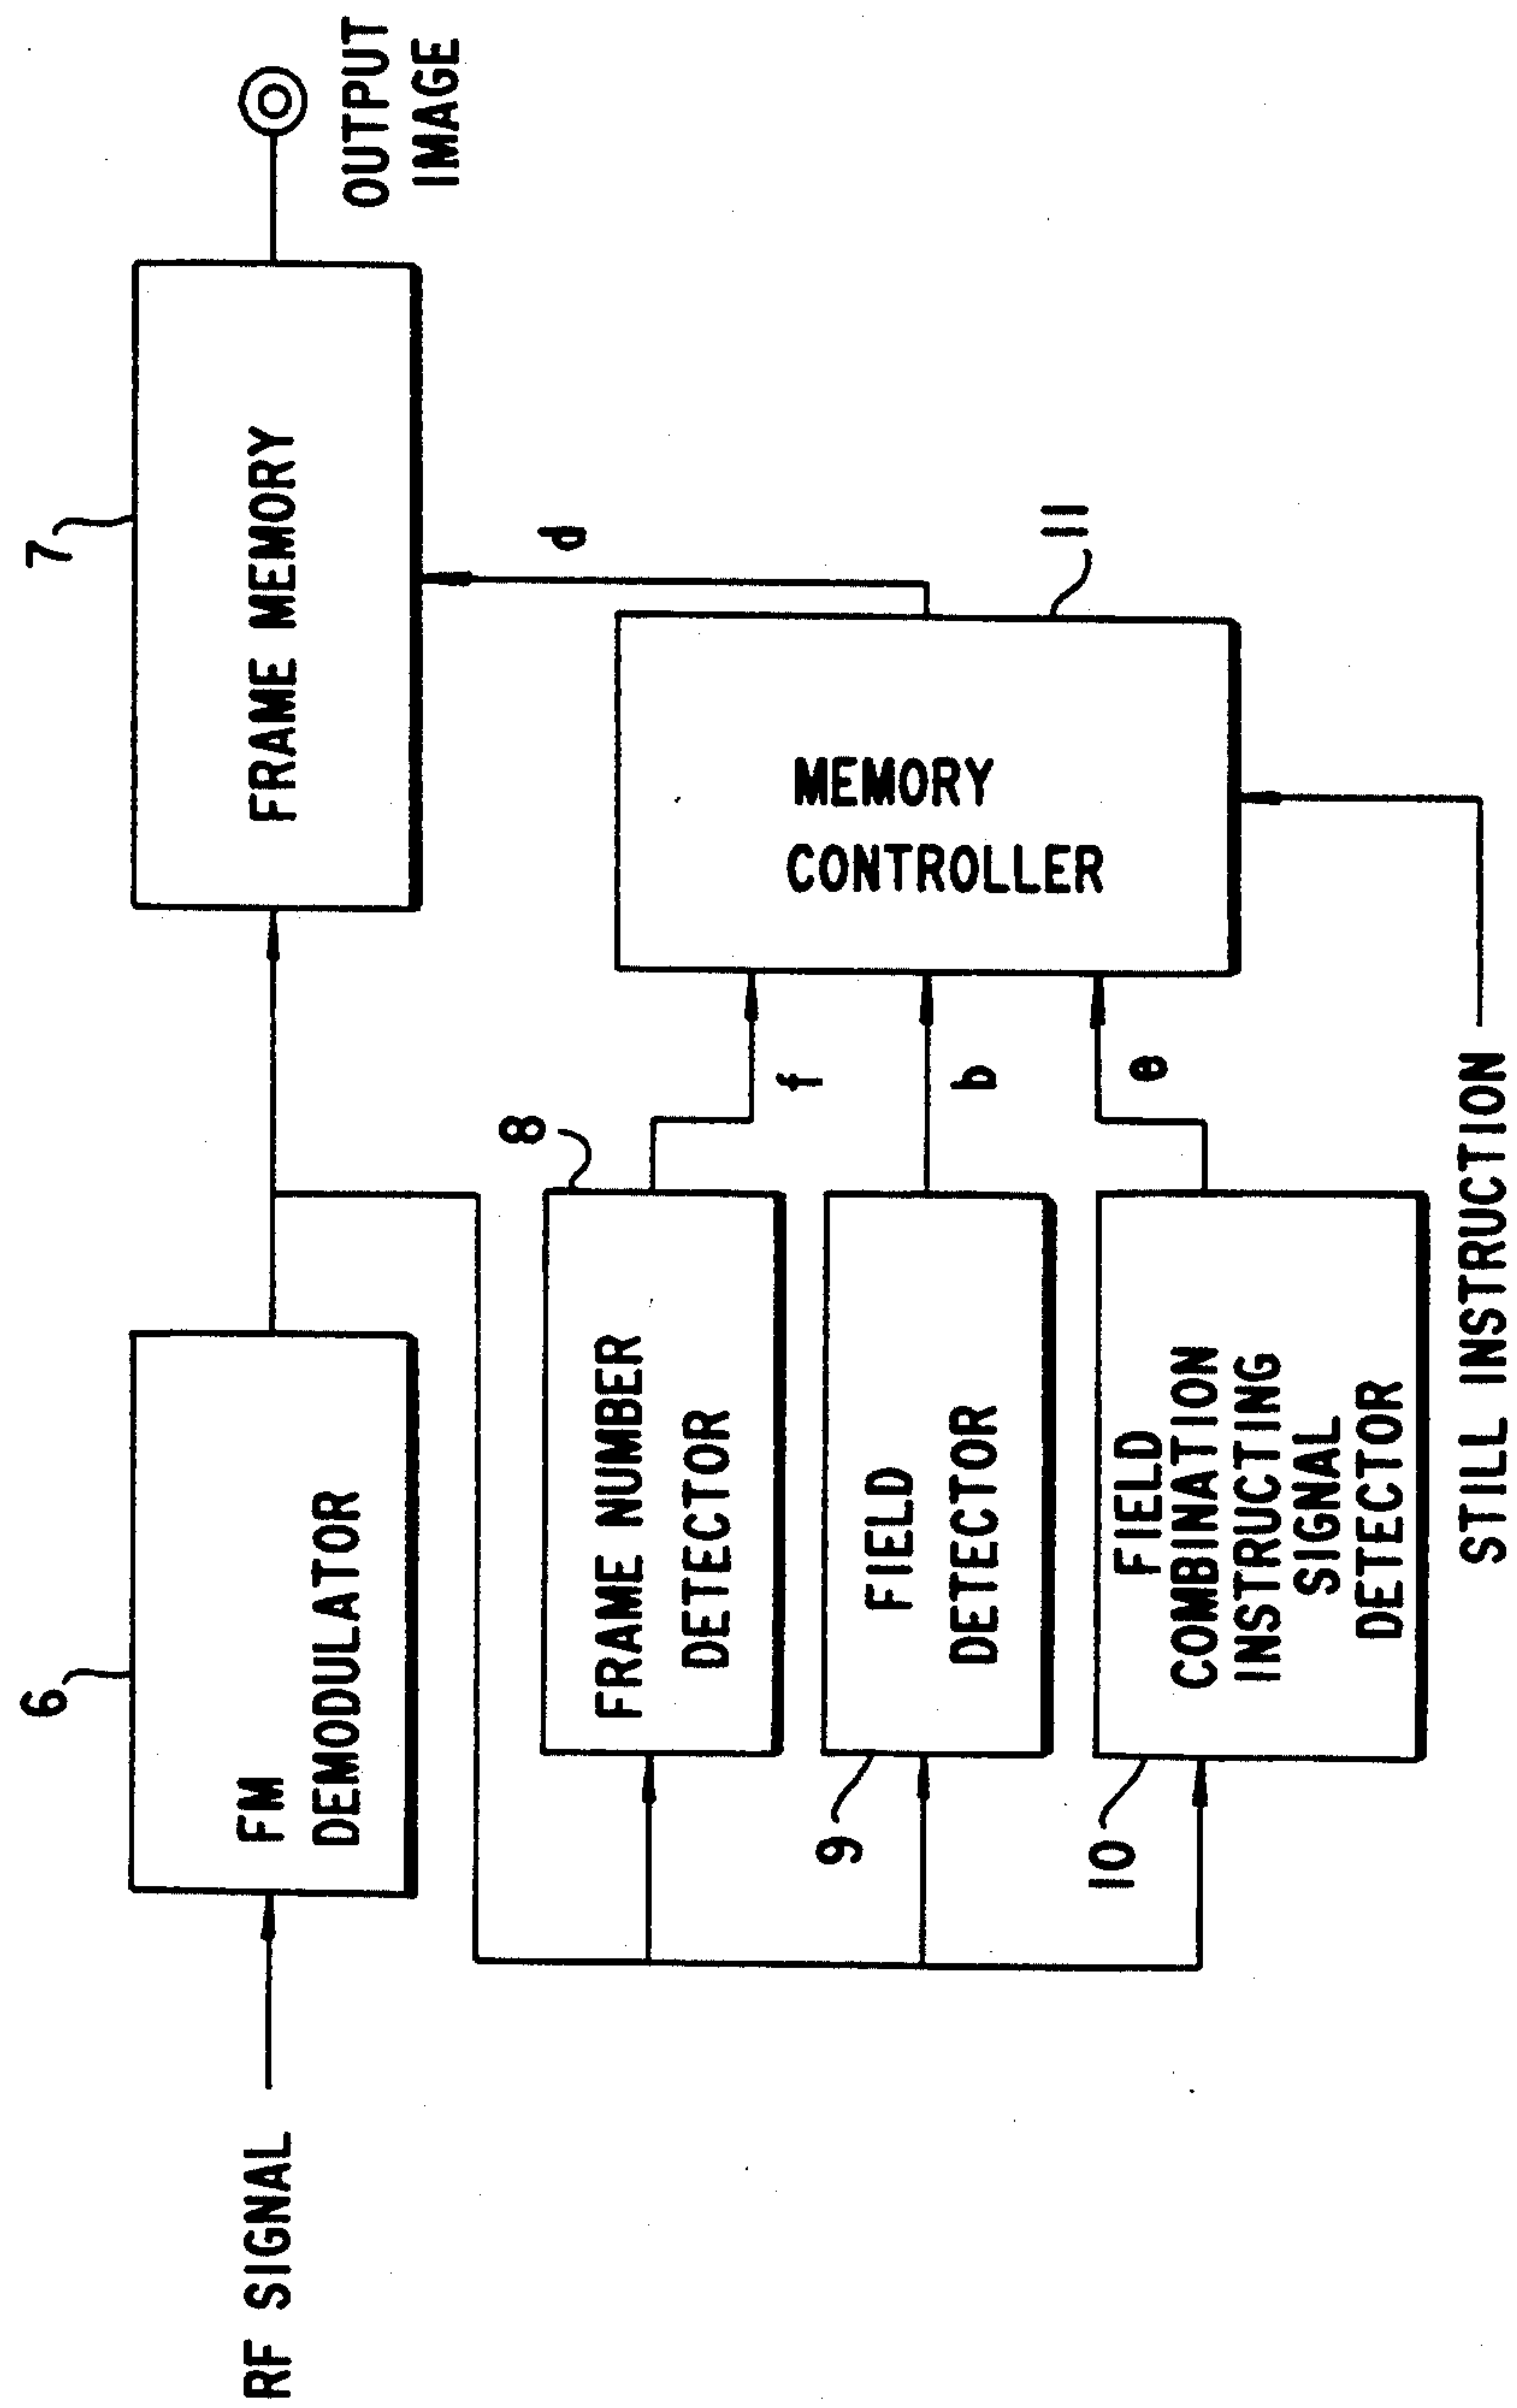 6
7
RF SIGNAL
FM
DEMODULATOR
FRAME MEMORY
OUTPUT
IMAGE
8
d
FRAME NUMBER
DETECTOR
f
9
FIELD
DETECTOR
b
MEMORY
CONTROLLER
11
10
FIELD
COMBINATION
INSTRUCTING
SIGNAL
DETECTOR
e
STILL INSTRUCTION